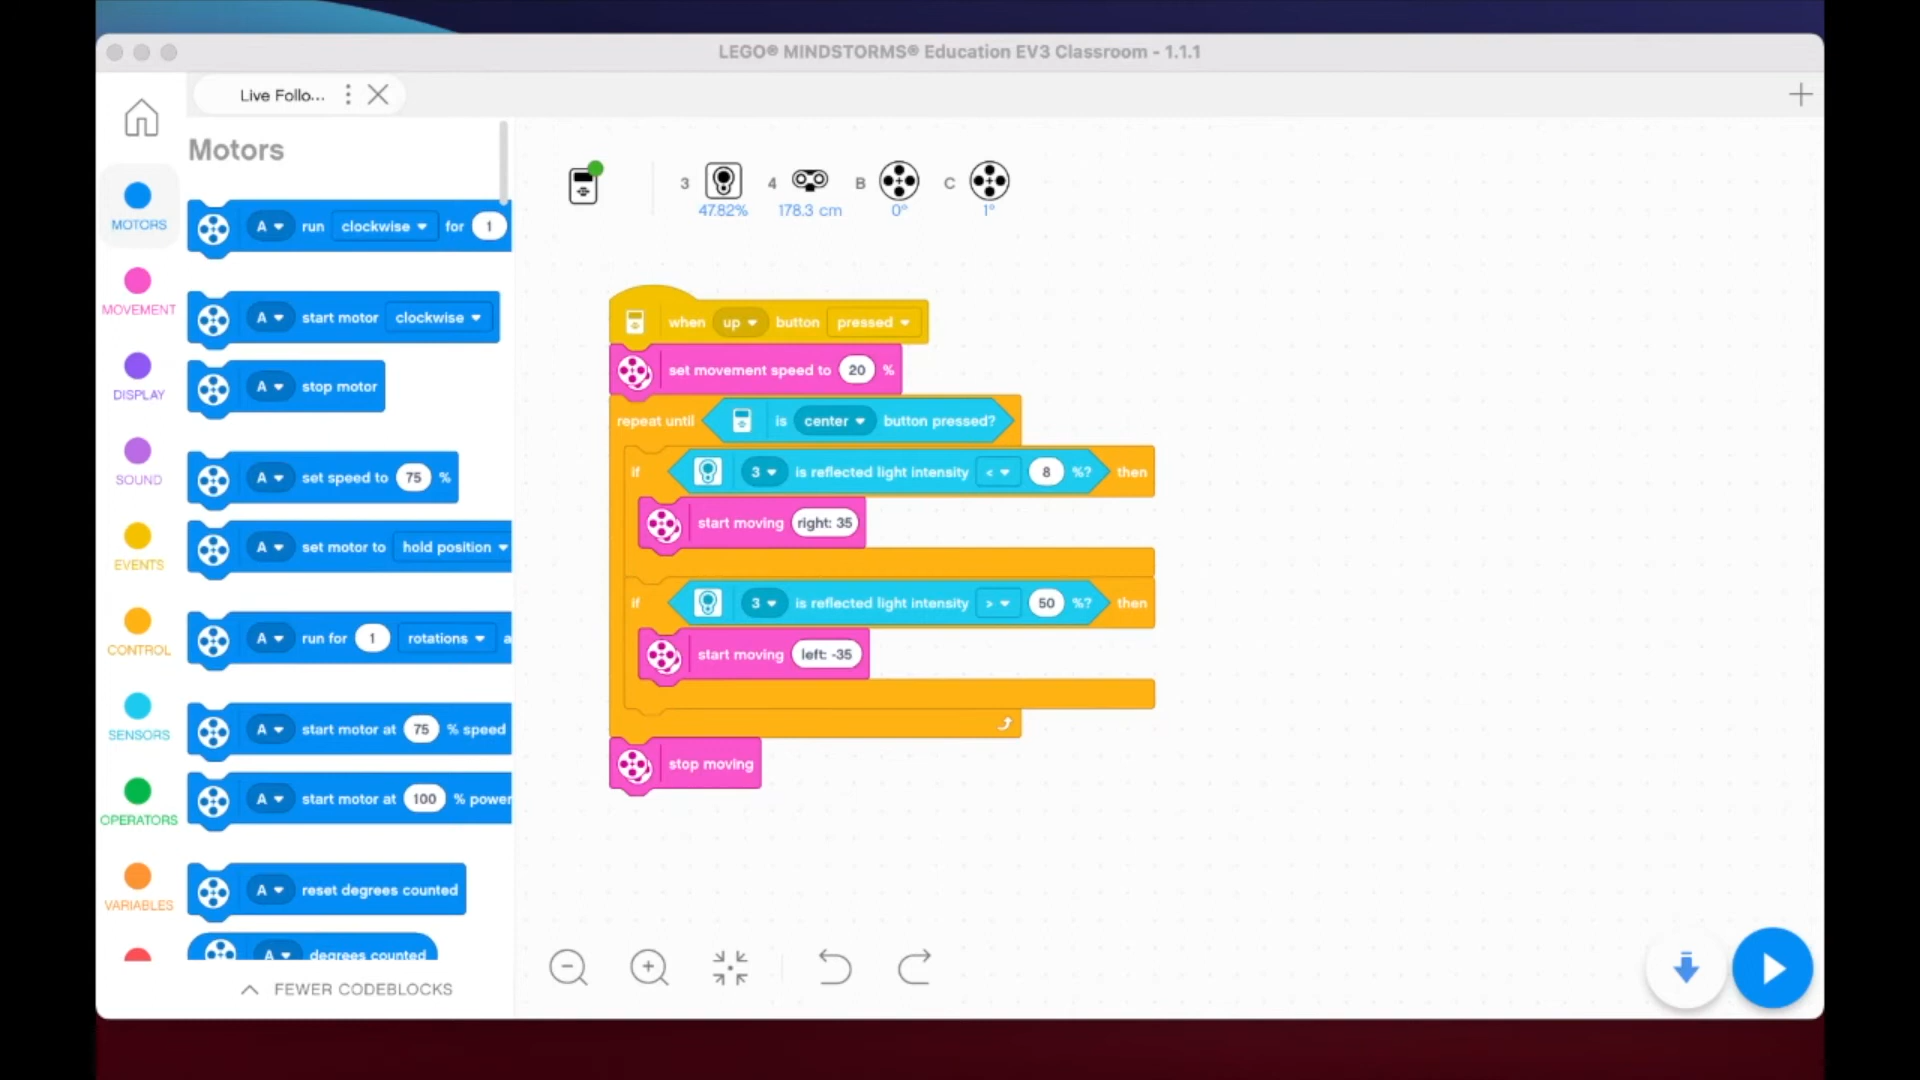 LEGO® MINDSTORMS® Education EV3 Classroom - 1.1.1
Live Follo...
Motors
MOTORS
MOVEMENT
DISPLAY
SOUND
EVENTS
CONTROL
SENSORS
OPERATORS
VARIABLES
A run clockwise for 1
A start motor clockwise
A stop motor
A set speed to 75 %
A set motor to hold position
A run for 1 rotations a
A start motor at 75 % speed
A start motor at 100 % power
A reset degrees counted
A degrees counted
FEWER CODEBLOCKS
3 4 B C
47.82% 178.3 cm 0° 1°
when up button pressed
set movement speed to 20 %
repeat until is center button pressed?
if 3 is reflected light intensity < 8 %? then
start moving right: 35
if 3 is reflected light intensity > 50 %? then
start moving left: -35
stop moving